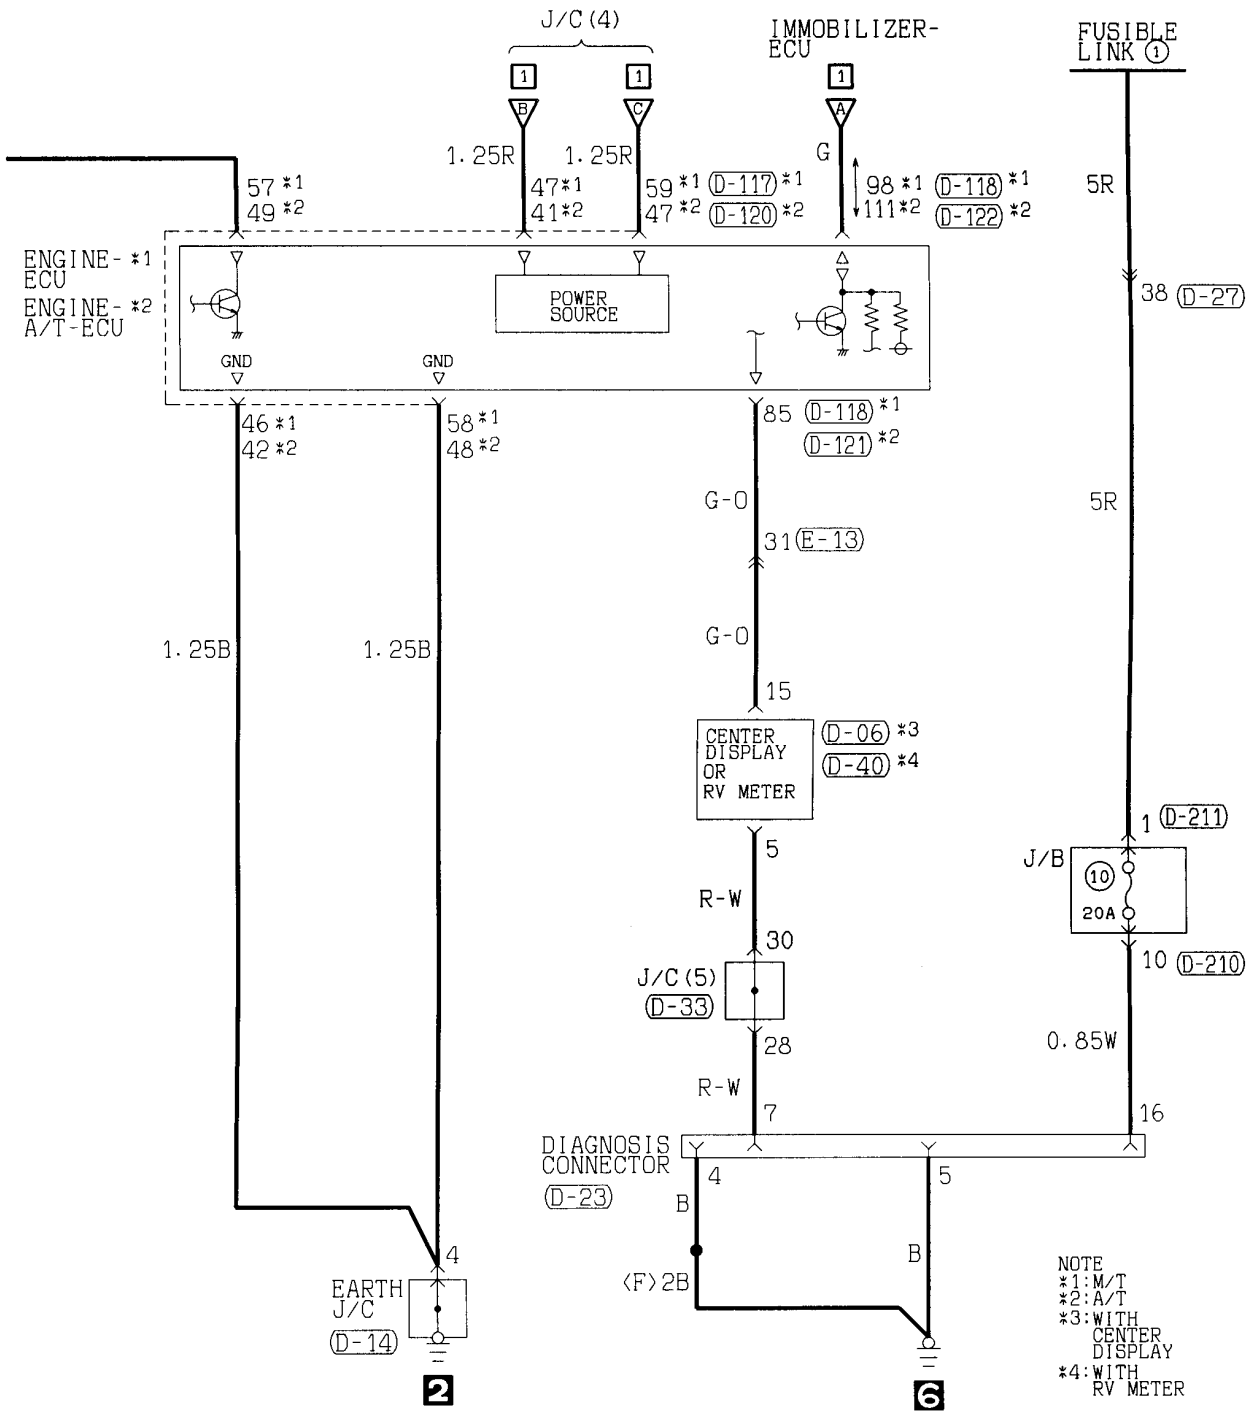 J/C(4)
IMMOBILIZER-
ECU
FUSIBLE
LINK ①
1
1
1
B
C
A
1.25R
1.25R
G
5R
57 *1
49 *2
47 *1
41 *2
59 *1 D-117 *1
47 *2 D-120 *2
98 *1 D-118 *1
111 *2 D-122 *2
ENGINE- *1
ECU
ENGINE- *2
A/T-ECU
POWER
SOURCE
38 D-27
GND
GND
46 *1
42 *2
58 *1
48 *2
85 D-118 *1
D-121 *2
G-O
5R
31 E-13
G-O
1.25B
1.25B
15
CENTER
DISPLAY
OR
RV METER
D-06 *3
D-40 *4
1 D-211
5
J/B
10
20A
R-W
30
10 D-210
J/C(5)
D-33
28
0.85W
R-W
7
16
DIAGNOSIS
CONNECTOR
D-23
4
5
B
B
4
<F>2B
EARTH
J/C
D-14
2
6
NOTE
*1:M/T
*2:A/T
*3:WITH
CENTER
DISPLAY
*4:WITH
RV METER